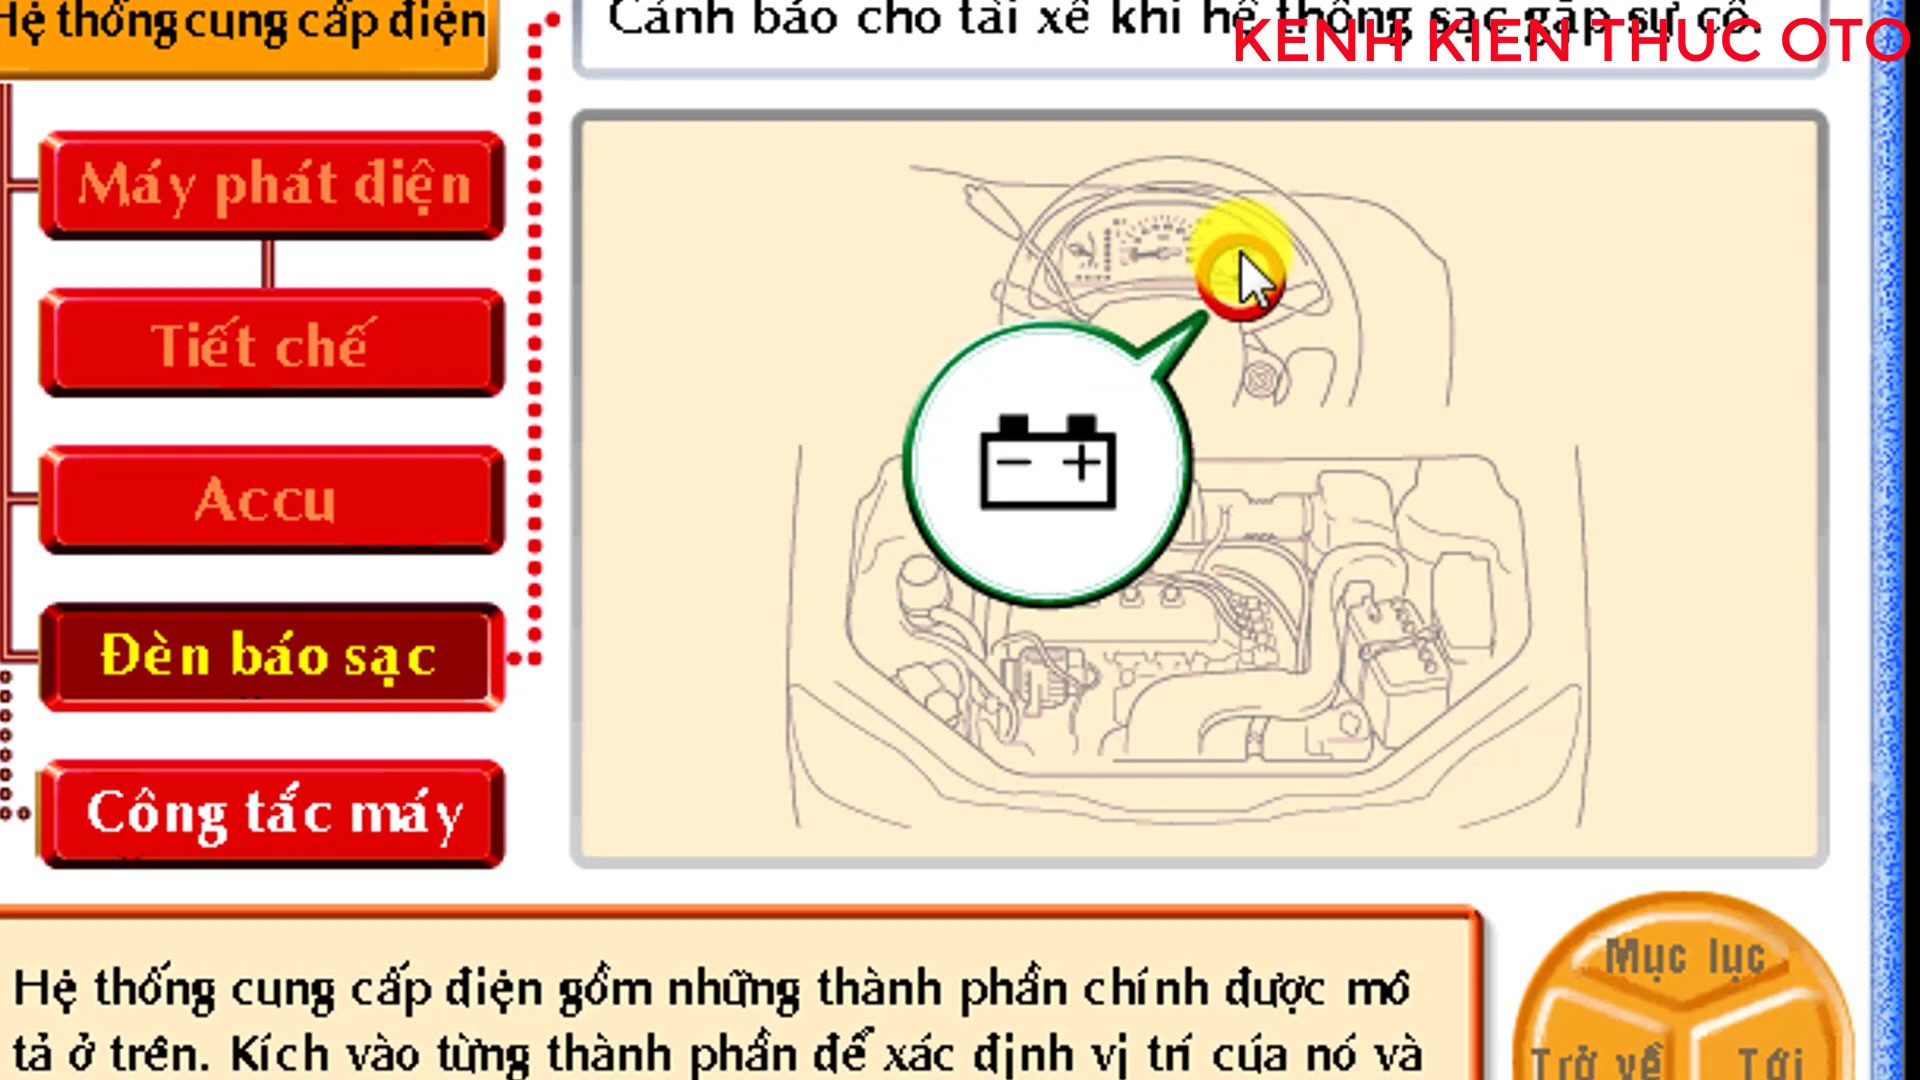 Hệ thống cung cấp điện
Cảnh báo cho tài xế khi hệ thống sạc gặp sự cố.
KENH KIEN THUC OTO
Máy phát điện
Tiết chế
Accu
Đèn báo sạc
Công tắc máy
Hệ thống cung cấp điện gồm những thành phần chính được mô
tả ở trên. Kích vào từng thành phần để xác định vị trí của nó và
Mục lục
Trở về
Tới